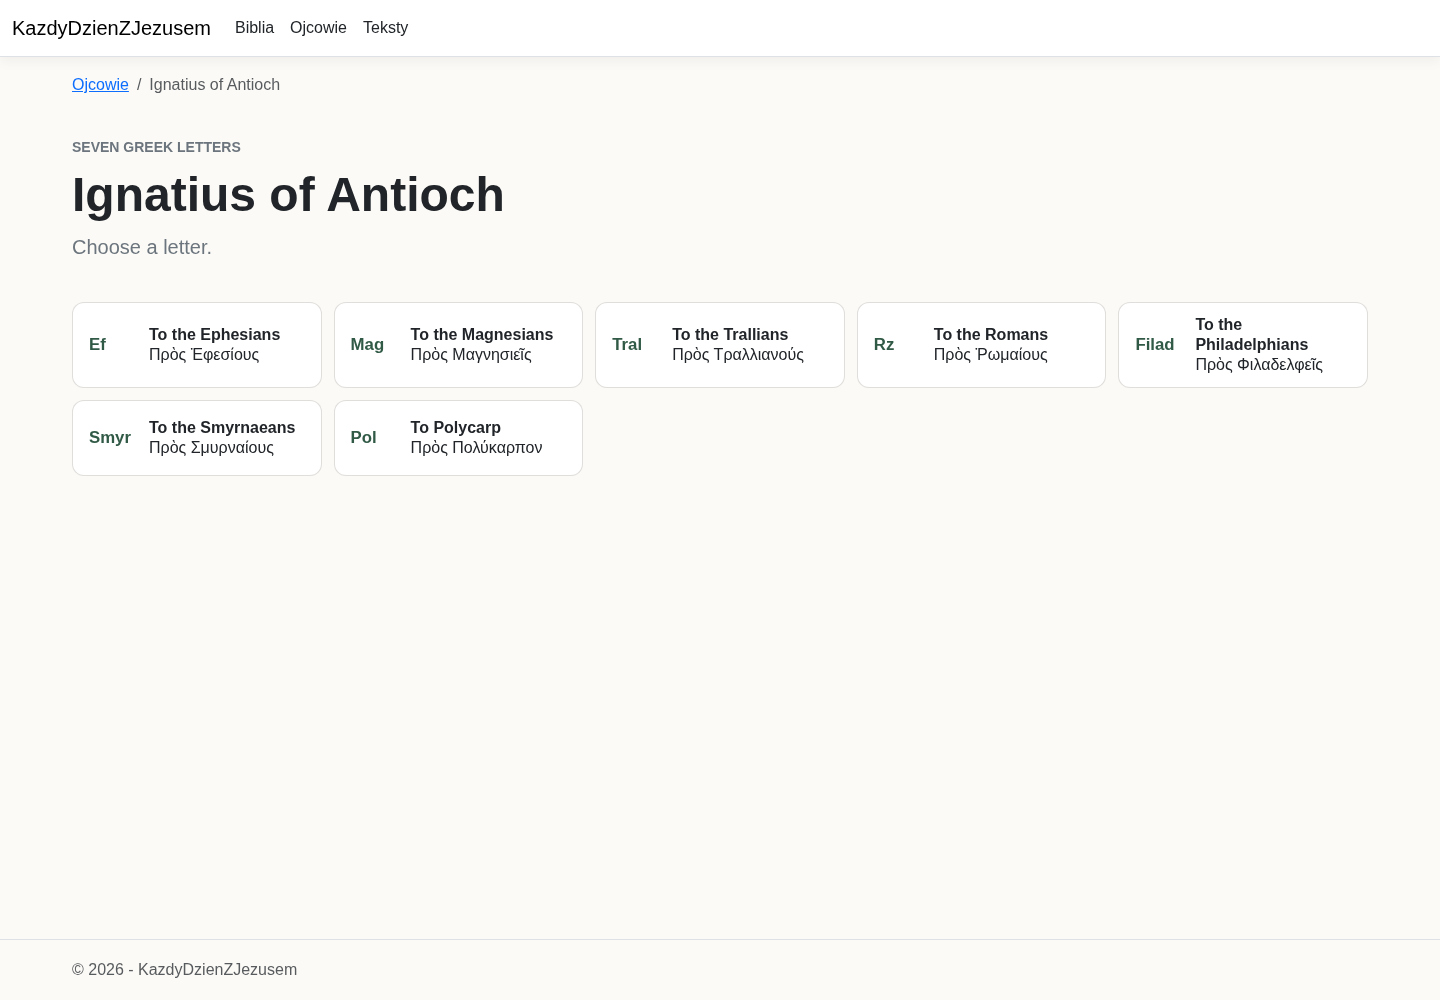 KazdyDzienZJezusem Biblia Ojcowie Teksty
Ojcowie / Ignatius of Antioch
SEVEN GREEK LETTERS
Ignatius of Antioch
Choose a letter.
Ef
To the Ephesians
Πρὸς Ἐφεσίους
Mag
To the Magnesians
Πρὸς Μαγνησιεῖς
Tral
To the Trallians
Πρὸς Τραλλιανούς
Rz
To the Romans
Πρὸς Ῥωμαίους
Filad
To the
Philadelphians
Πρὸς Φιλαδελφεῖς
Smyr
To the Smyrnaeans
Πρὸς Σμυρναίους
Pol
To Polycarp
Πρὸς Πολύκαρπον
© 2026 - KazdyDzienZJezusem